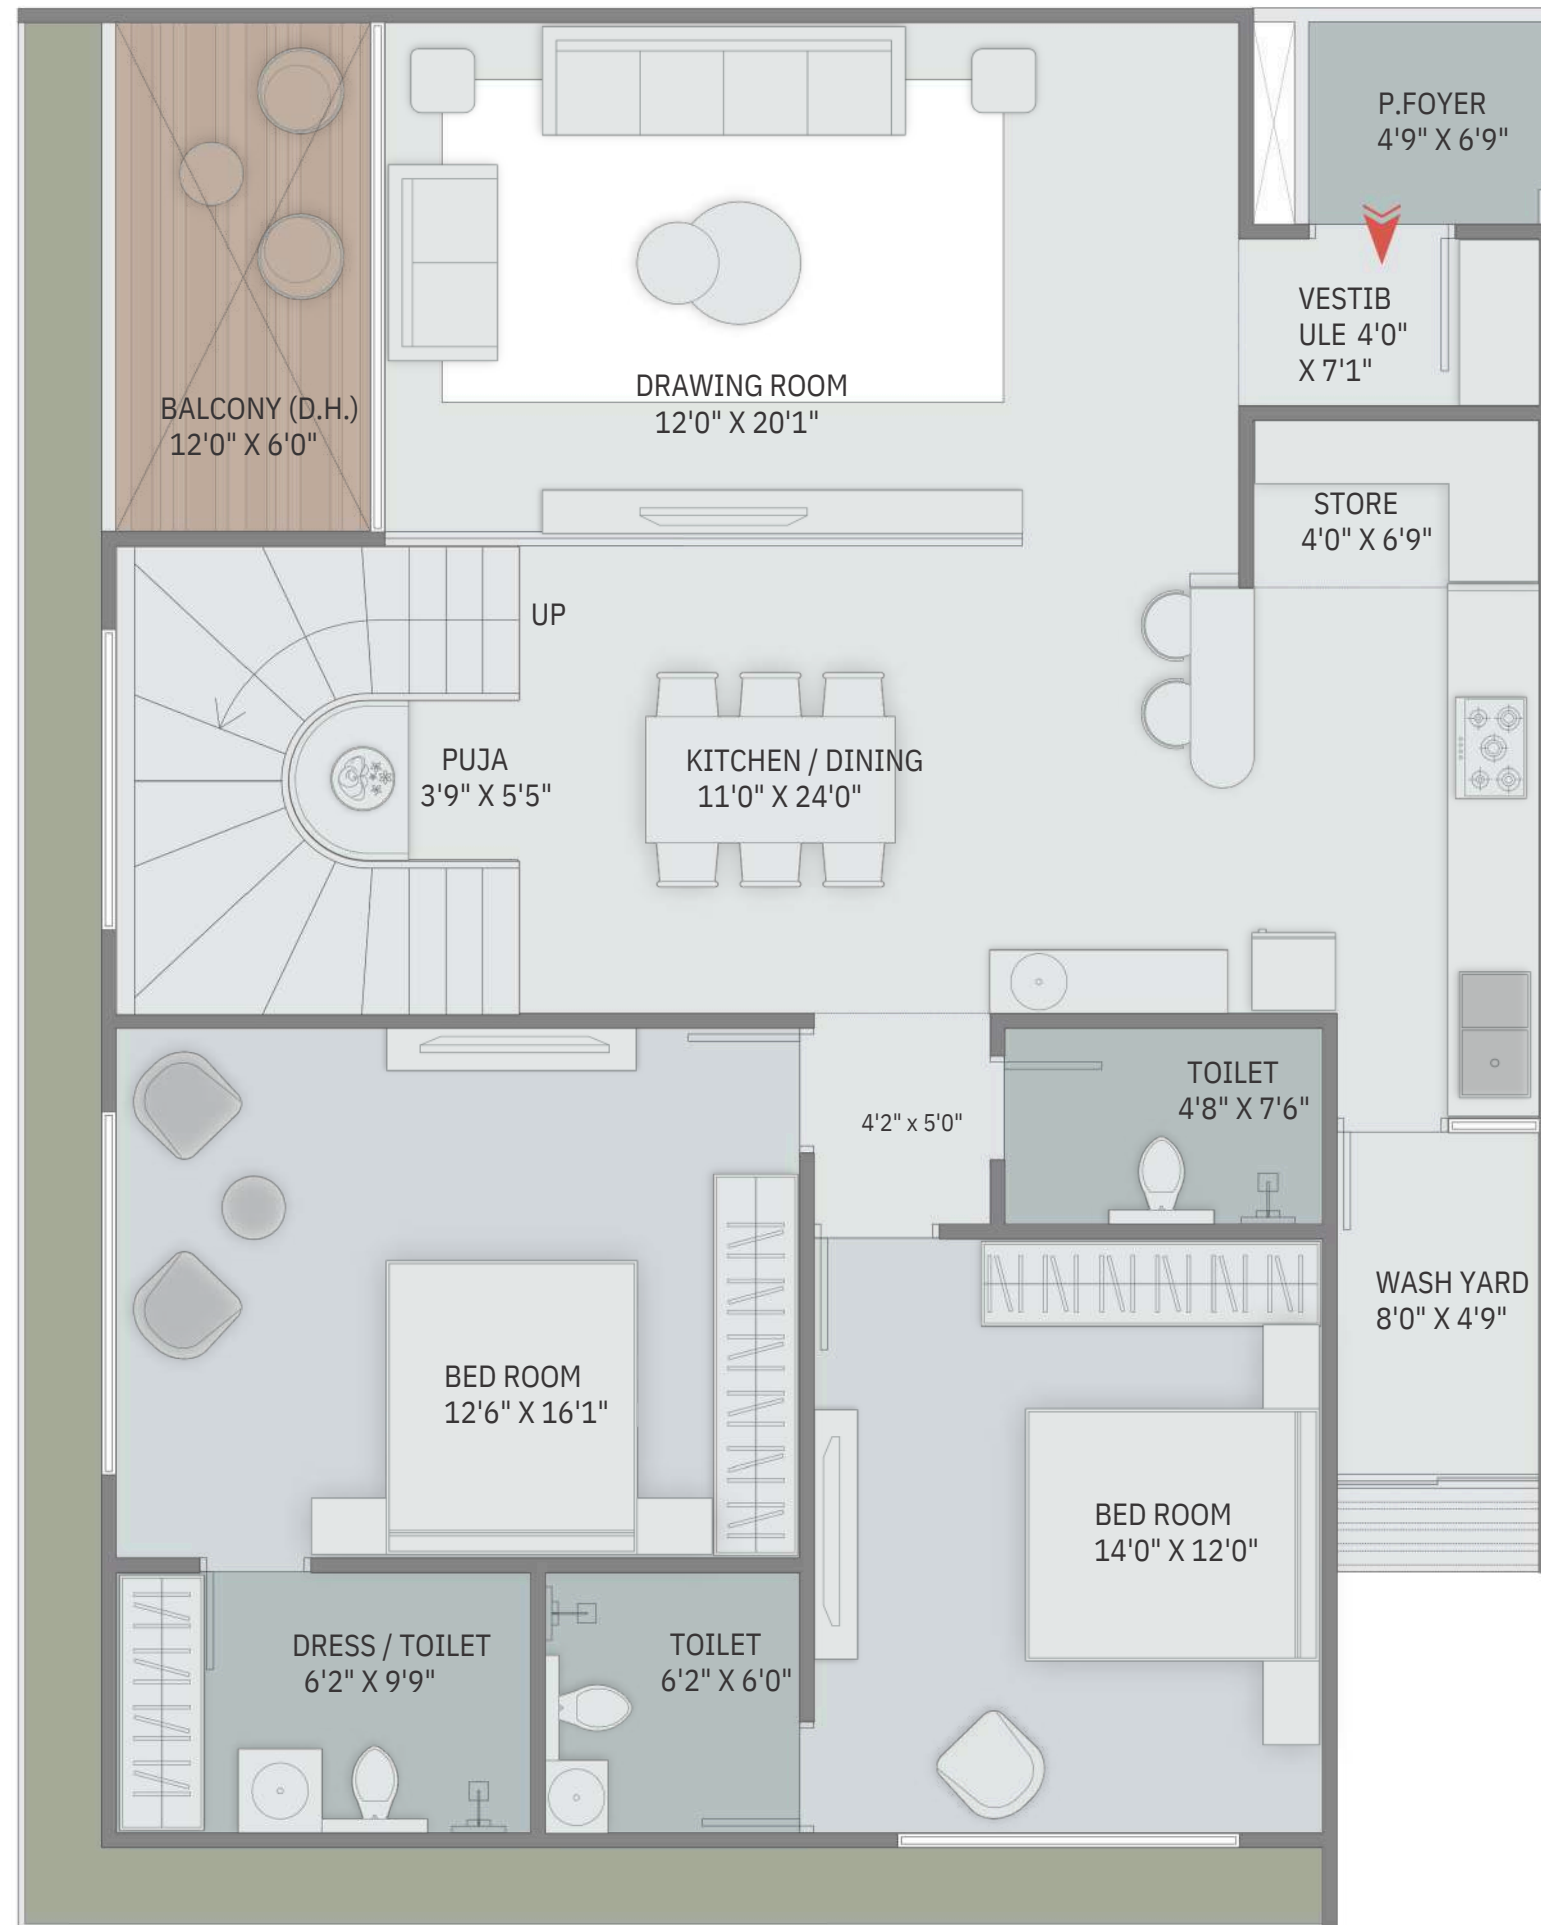 P.FOYER
4'9" X 6'9"
VESTIB
ULE 4'0"
X 7'1"
DRAWING ROOM
12'0" X 20'1"
BALCONY (D.H.)
12'0" X 6'0"
STORE
4'0" X 6'9"
UP
PUJA
3'9" X 5'5"
KITCHEN / DINING
11'0" X 24'0"
TOILET
4'8" X 7'6"
4'2" x 5'0"
WASH YARD
8'0" X 4'9"
BED ROOM
12'6" X 16'1"
BED ROOM
14'0" X 12'0"
DRESS / TOILET
6'2" X 9'9"
TOILET
6'2" X 6'0"